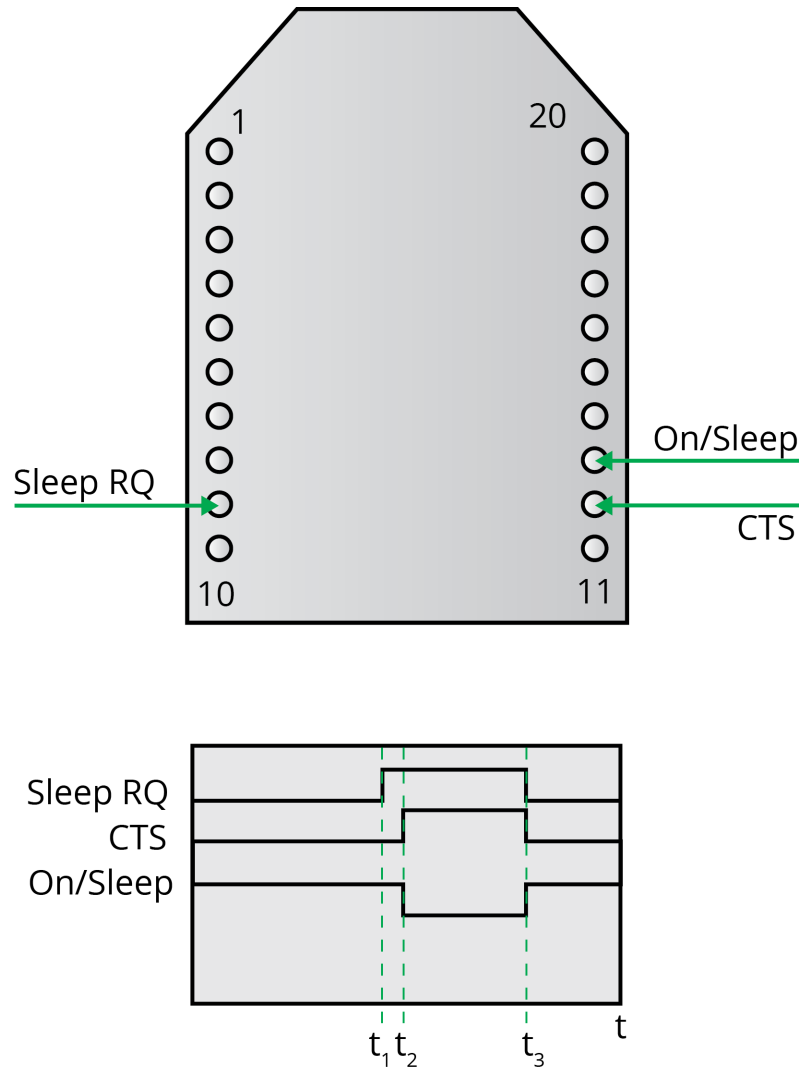 1
20
On/Sleep
Sleep RQ
CTS
10
11
Sleep RQ
CTS
On/Sleep
t
t1 t2 t3